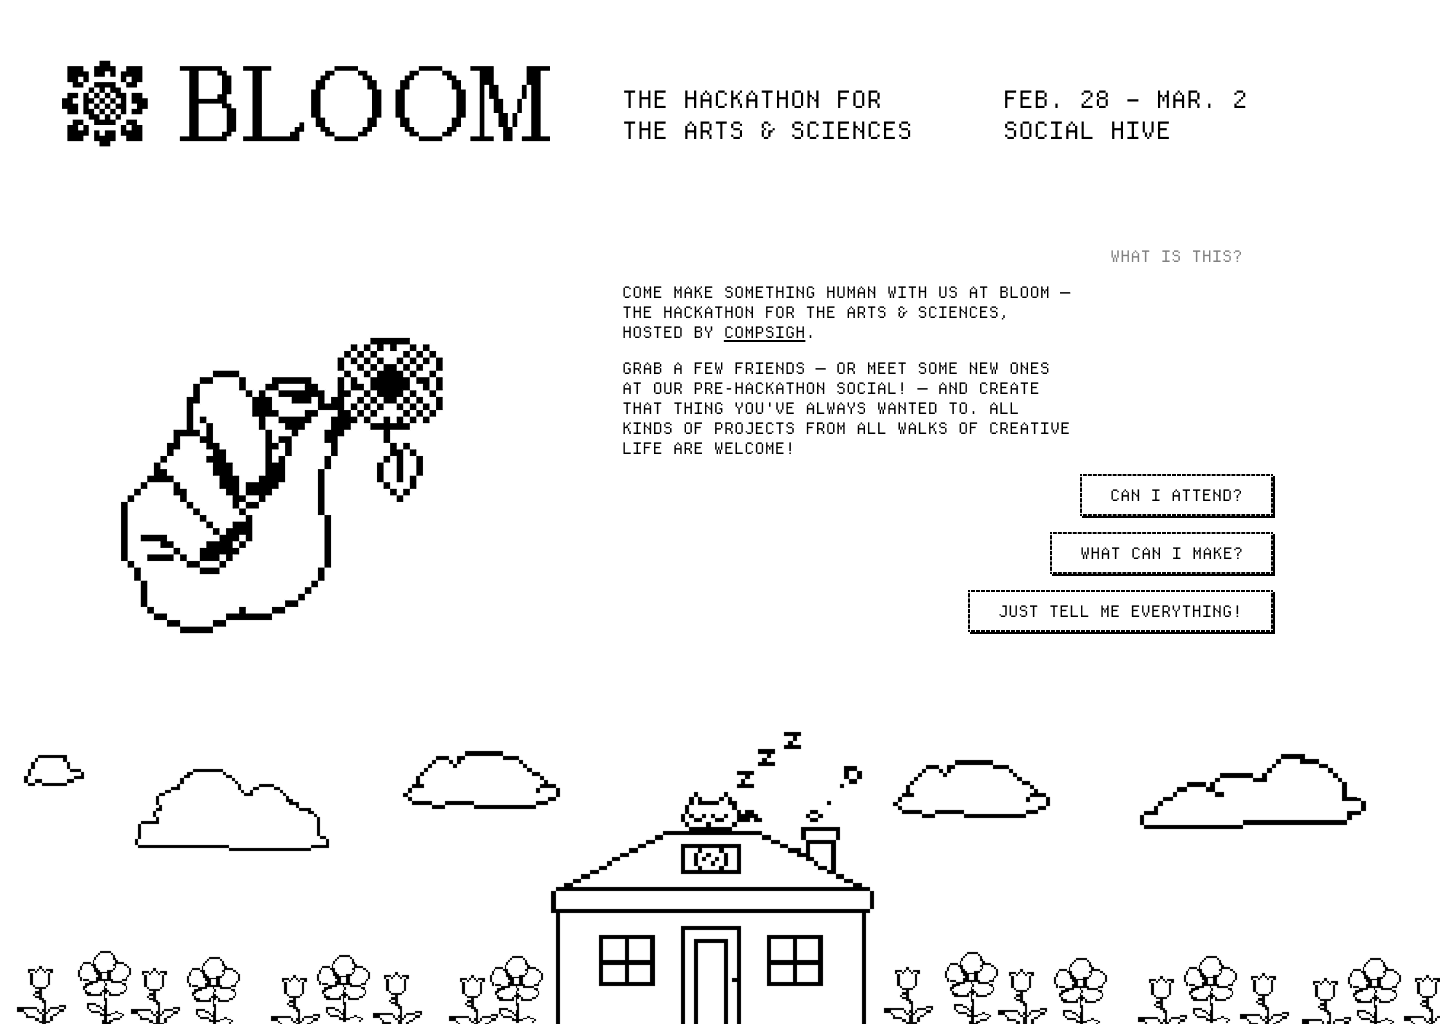 BLOOM
THE HACKATHON FOR
THE ARTS & SCIENCES
FEB. 28 – MAR. 2
SOCIAL HIVE
WHAT IS THIS?
COME MAKE SOMETHING HUMAN WITH US AT BLOOM —
THE HACKATHON FOR THE ARTS & SCIENCES,
HOSTED BY COMPSIGH.
GRAB A FEW FRIENDS — OR MEET SOME NEW ONES
AT OUR PRE-HACKATHON SOCIAL! — AND CREATE
THAT THING YOU'VE ALWAYS WANTED TO. ALL
KINDS OF PROJECTS FROM ALL WALKS OF CREATIVE
LIFE ARE WELCOME!
CAN I ATTEND?
WHAT CAN I MAKE?
JUST TELL ME EVERYTHING!
Z
Z
Z